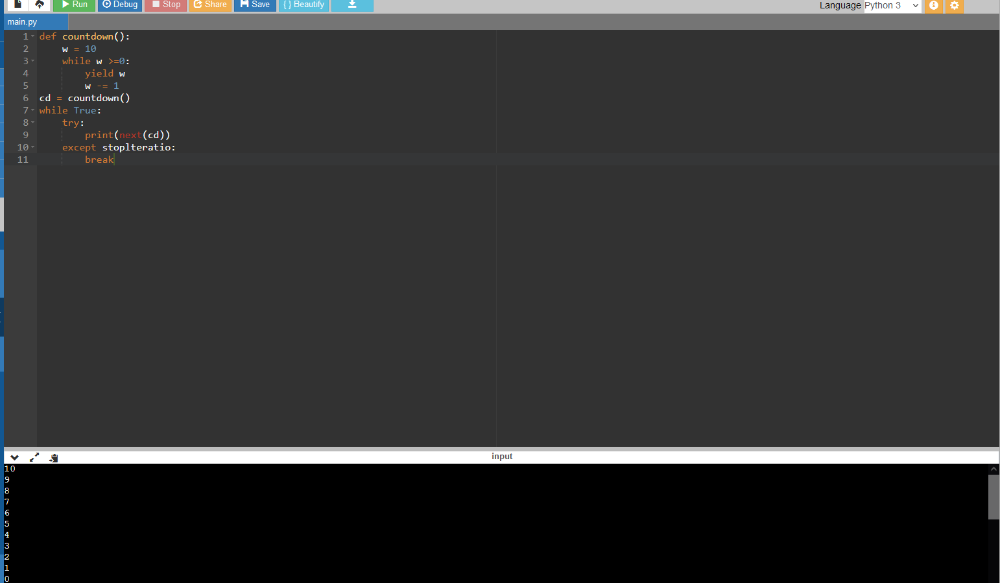 Run Debug Stop Share Save { } Beautify Language Python 3
main.py
1 def countdown():
2     w = 10
3     while w >=0:
4         yield w
5         w -= 1
6 cd = countdown()
7 while True:
8     try:
9         print(next(cd))
10     except stoplteratio:
11         break
input
10
9
8
7
6
5
4
3
2
1
0